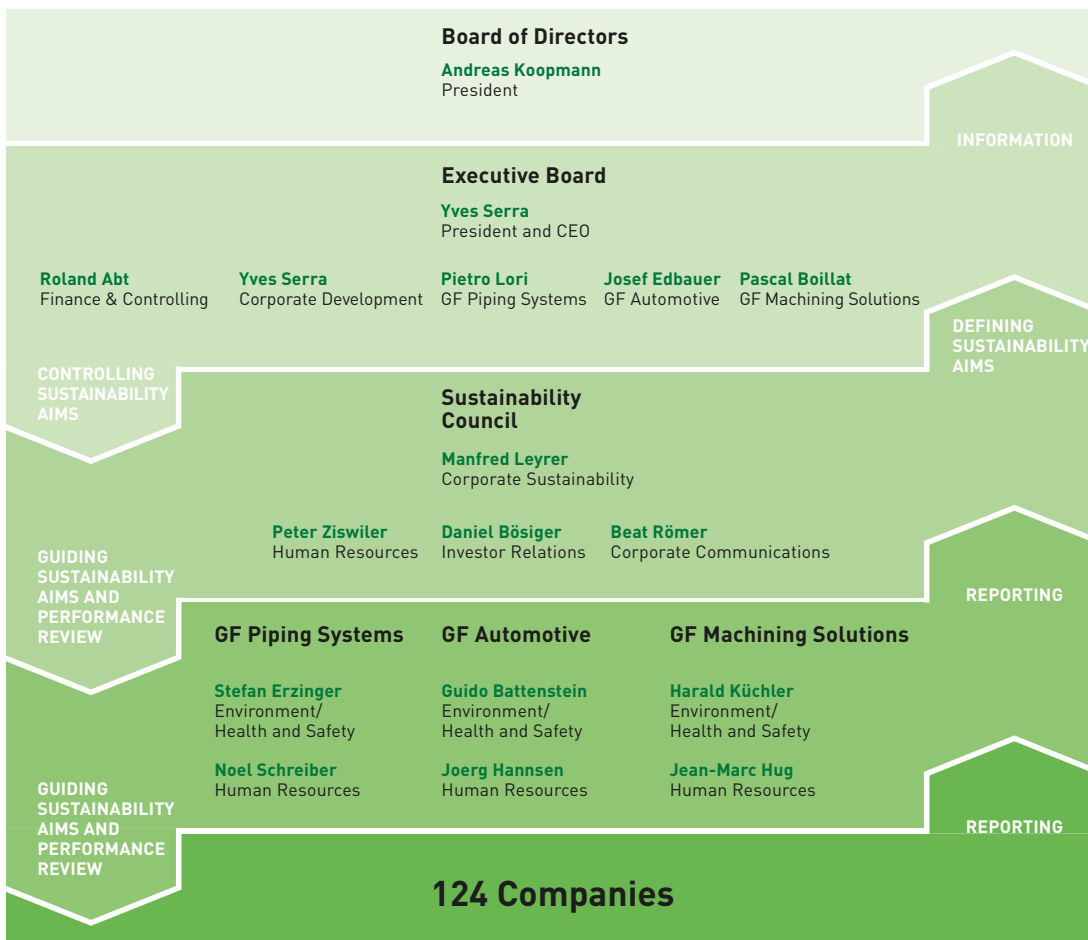 Board of Directors
Andreas Koopmann
President
INFORMATION
Executive Board
Yves Serra
President and CEO
Roland Abt
Finance & Controlling
Yves Serra
Corporate Development
Pietro Lori
GF Piping Systems
Josef Edbauer
GF Automotive
Pascal Boillat
GF Machining Solutions
DEFINING
SUSTAINABILITY
AIMS
CONTROLLING
SUSTAINABILITY
AIMS
Sustainability
Council
Manfred Leyrer
Corporate Sustainability
Peter Ziswiler
Human Resources
Daniel Bösiger
Investor Relations
Beat Römer
Corporate Communications
GUIDING
SUSTAINABILITY
AIMS AND
PERFORMANCE
REVIEW
REPORTING
GF Piping Systems
Stefan Erzinger
Environment/
Health and Safety
Noel Schreiber
Human Resources
GF Automotive
Guido Battenstein
Environment/
Health and Safety
Joerg Hannsen
Human Resources
GF Machining Solutions
Harald Küchler
Environment/
Health and Safety
Jean-Marc Hug
Human Resources
GUIDING
SUSTAINABILITY
AIMS AND
PERFORMANCE
REVIEW
REPORTING
124 Companies